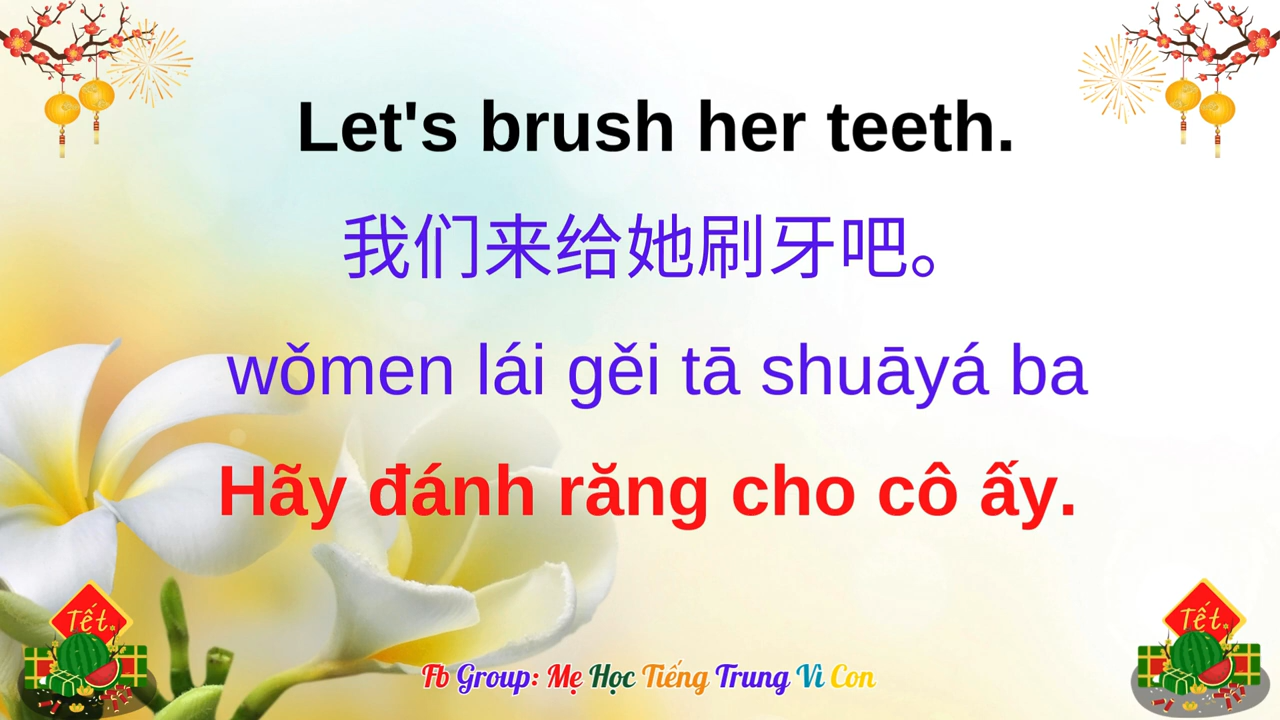 Let's brush her teeth.
我们来给她刷牙吧。
wǒmen lái gěi tā shuāyá ba
Hãy đánh răng cho cô ấy.
Tết
Tết
Fb Group: Mẹ Học Tiếng Trung Vì Con